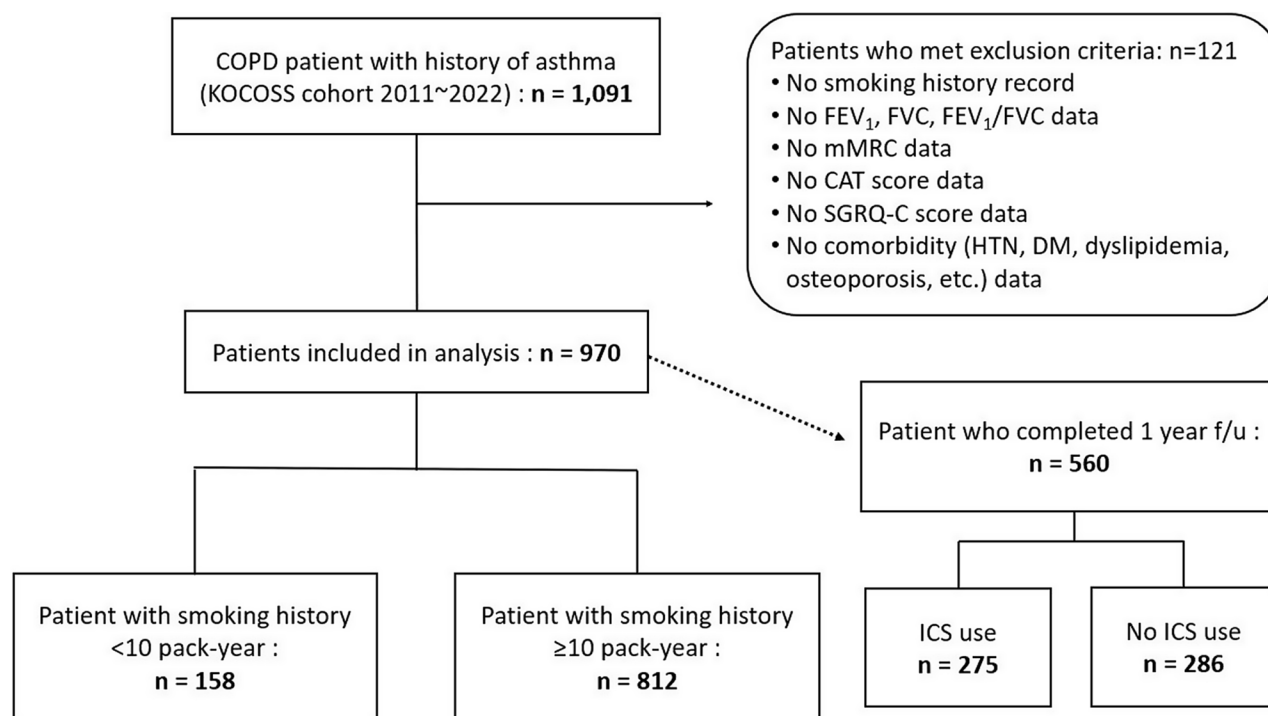 COPD patient with history of asthma
(KOCOSS cohort 2011~2022) : n = 1,091
Patients who met exclusion criteria: n=121
• No smoking history record
• No FEV₁, FVC, FEV₁/FVC data
• No mMRC data
• No CAT score data
• No SGRQ-C score data
• No comorbidity (HTN, DM, dyslipidemia,
osteoporosis, etc.) data
Patients included in analysis : n = 970
Patient who completed 1 year f/u :
n = 560
Patient with smoking history
<10 pack-year :
n = 158
Patient with smoking history
≥10 pack-year :
n = 812
ICS use
n = 275
No ICS use
n = 286